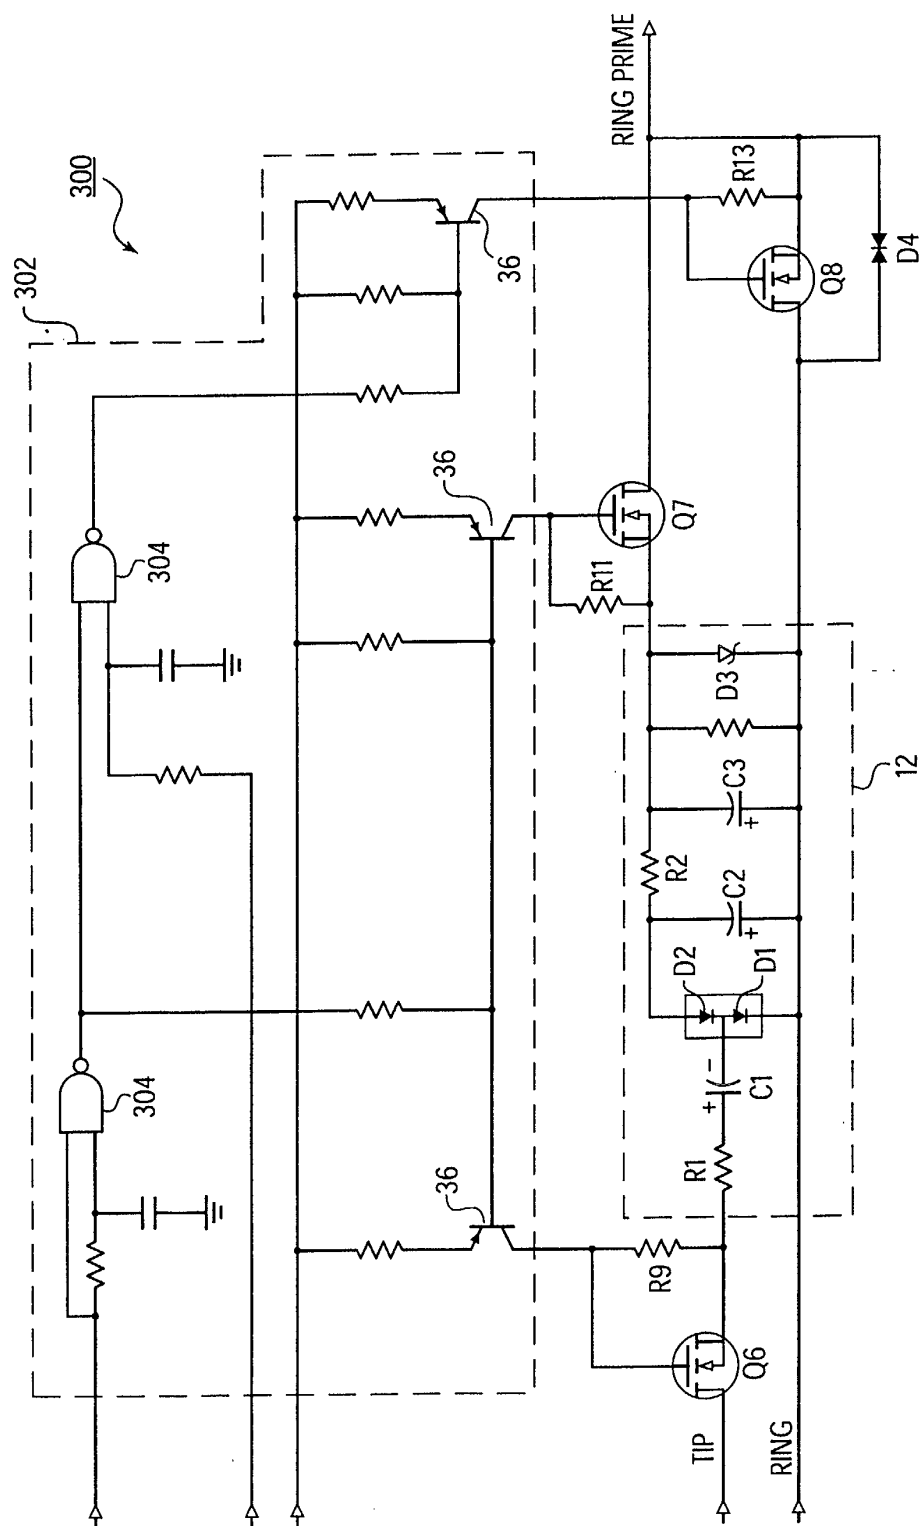 300
302
304
304
36
36
36
RING PRIME
R13
Q8
D4
Q7
R11
D3
C3
12
R2
C2
D2
D1
+
+
+ −
C1
R1
R9
Q6
TIP
RING